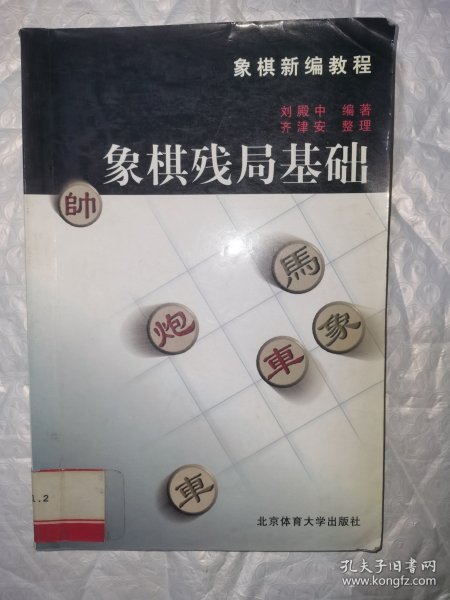 象棋新编教程
刘殿中 编著
齐津安 整理
象棋残局基础
帥
馬
炮
象
車
車
1.2
北京体育大学出版社
孔夫子旧书网
www.kongfz.com